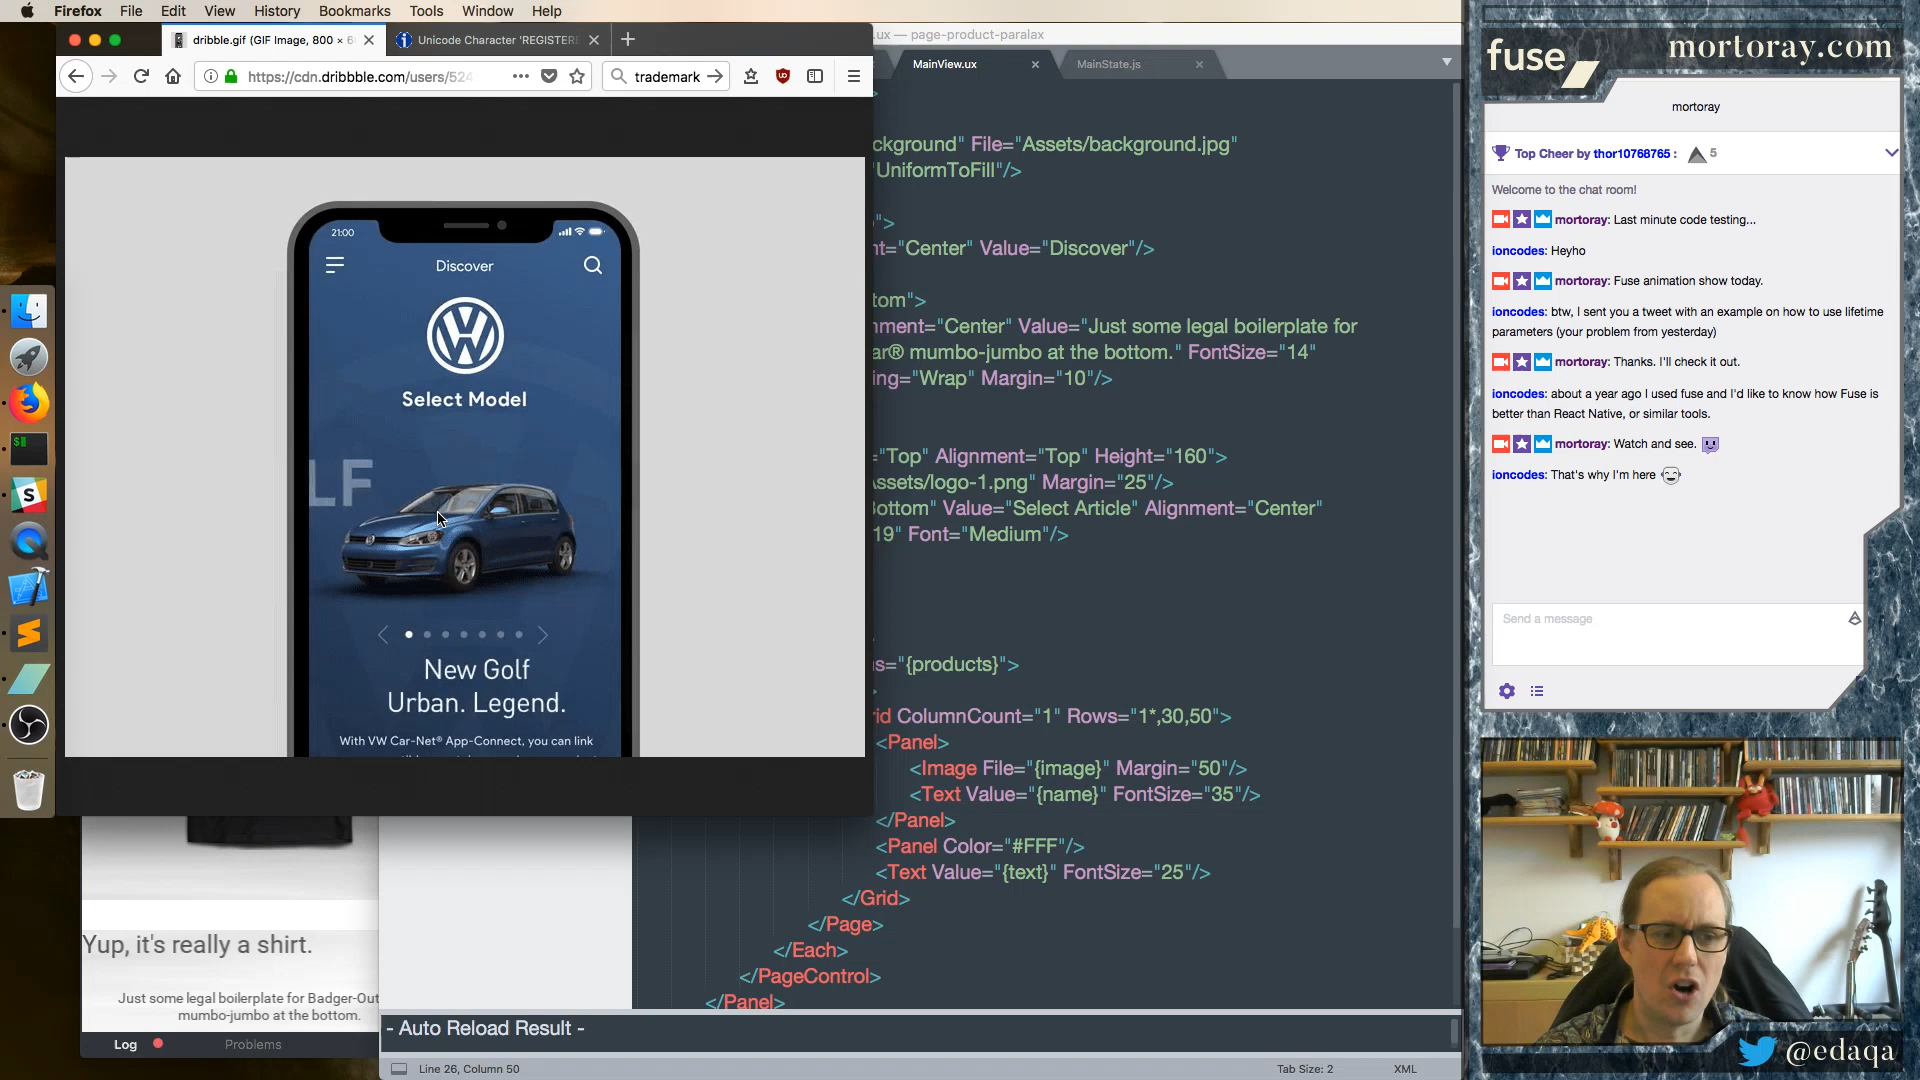 Firefox File Edit View History Bookmarks Tools Window Help
dribble.gif (GIF Image, 800 × 6
Unicode Character 'REGISTERE
.ux — page-product-paralax
https://cdn.dribbble.com/users/524
trademark
MainView.ux
MainState.js
21:00
Discover
Select Model
LF
New Golf
Urban. Legend.
With VW Car-Net® App-Connect, you can link
>
ckground" File="Assets/background.jpg"
"UniformToFill"/>
">
nt="Center" Value="Discover"/>
tom">
nment="Center" Value="Just some legal boilerplate for
ar® mumbo-jumbo at the bottom." FontSize="14"
ing="Wrap" Margin="10"/>
="Top" Alignment="Top" Height="160">
Assets/logo-1.png" Margin="25"/>
Bottom" Value="Select Article" Alignment="Center"
"19" Font="Medium"/>
s="{products}">
rid ColumnCount="1" Rows="1*,30,50">
<Panel>
<Image File="{image}" Margin="50"/>
<Text Value="{name}" FontSize="35"/>
</Panel>
<Panel Color="#FFF"/>
<Text Value="{text}" FontSize="25"/>
</Grid>
</Page>
</Each>
</PageControl>
</Panel>
Yup, it's really a shirt.
Just some legal boilerplate for Badger-Out
mumbo-jumbo at the bottom.
Log
Problems
- Auto Reload Result -
Line 26, Column 50
Tab Size: 2
XML
fuse
mortoray.com
mortoray
Top Cheer by thor10768765 : 5
Welcome to the chat room!
mortoray: Last minute code testing...
ioncodes: Heyho
mortoray: Fuse animation show today.
ioncodes: btw, I sent you a tweet with an example on how to use lifetime
parameters (your problem from yesterday)
mortoray: Thanks. I'll check it out.
ioncodes: about a year ago I used fuse and I'd like to know how Fuse is
better than React Native, or similar tools.
mortoray: Watch and see.
ioncodes: That's why I'm here
Send a message
@edaqa